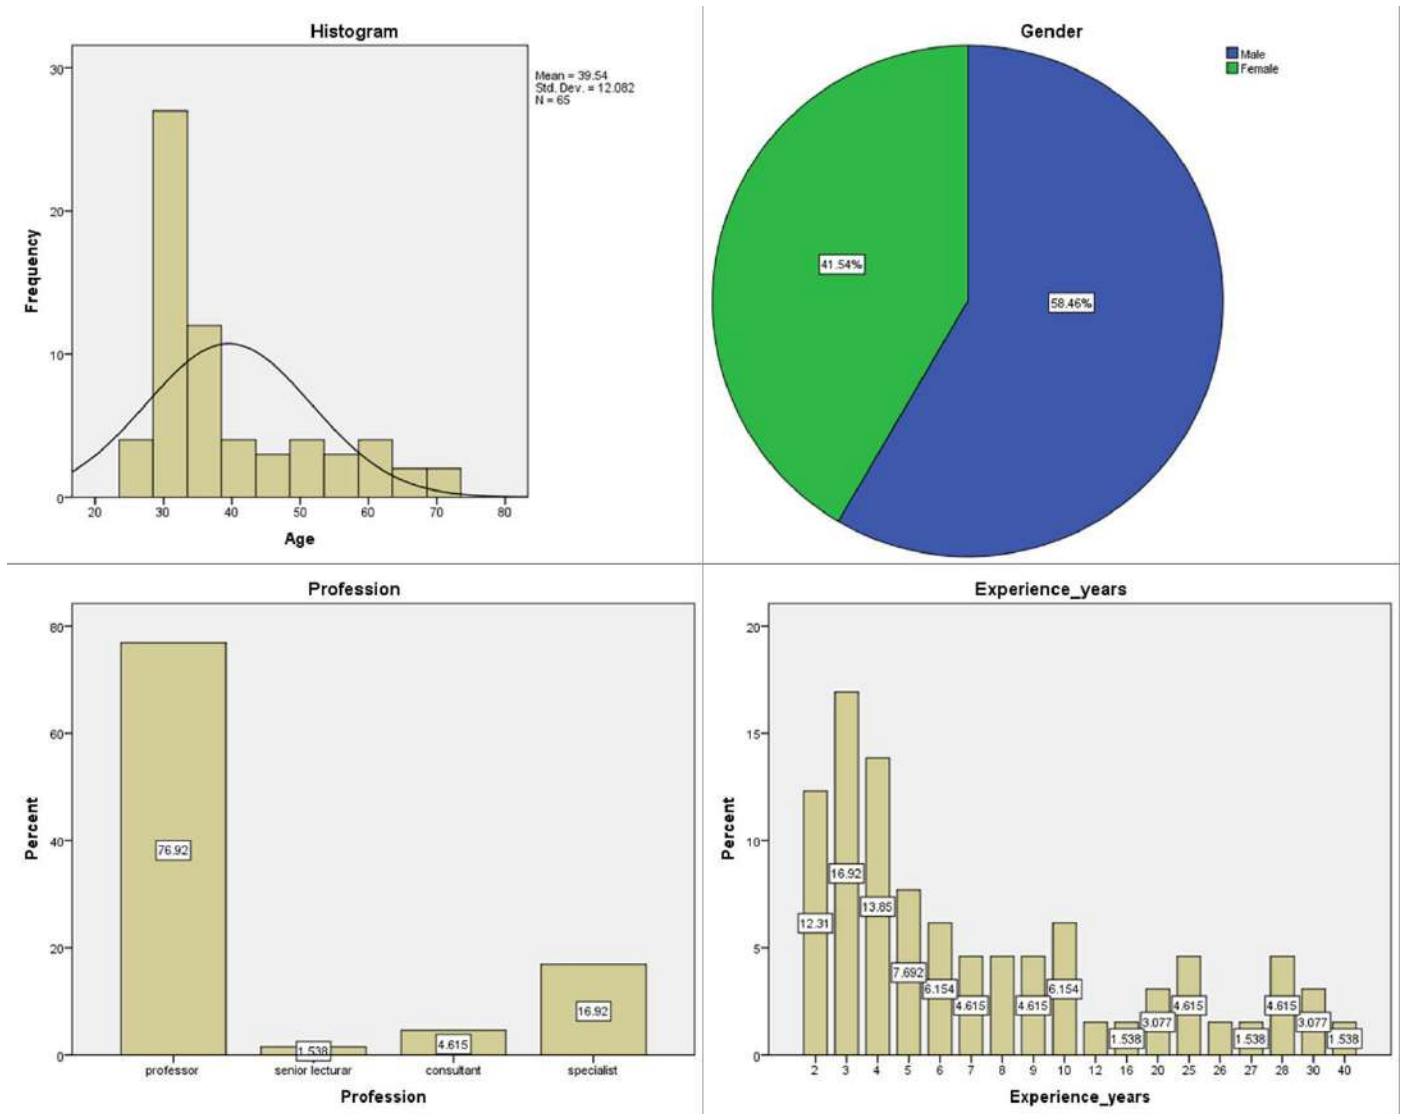 Histogram
Mean = 39.54
Std. Dev. = 12.082
N = 65
Frequency
30
20
10
0
20 30 40 50 60 70 80
Age
Gender
Male
Female
41.54%
58.46%
Profession
Percent
80
60
40
20
0
76.92
1.538
4.615
16.92
professor senior lecturar consultant specialist
Profession
Experience_years
Percent
20
15
10
5
0
12.31
16.92
13.85
7.692
6.154
4.615
4.615
6.154
1.538
3.077
4.615
1.538
4.615
3.077
1.538
2 3 4 5 6 7 8 9 10 12 16 20 25 26 27 28 30 40
Experience_years